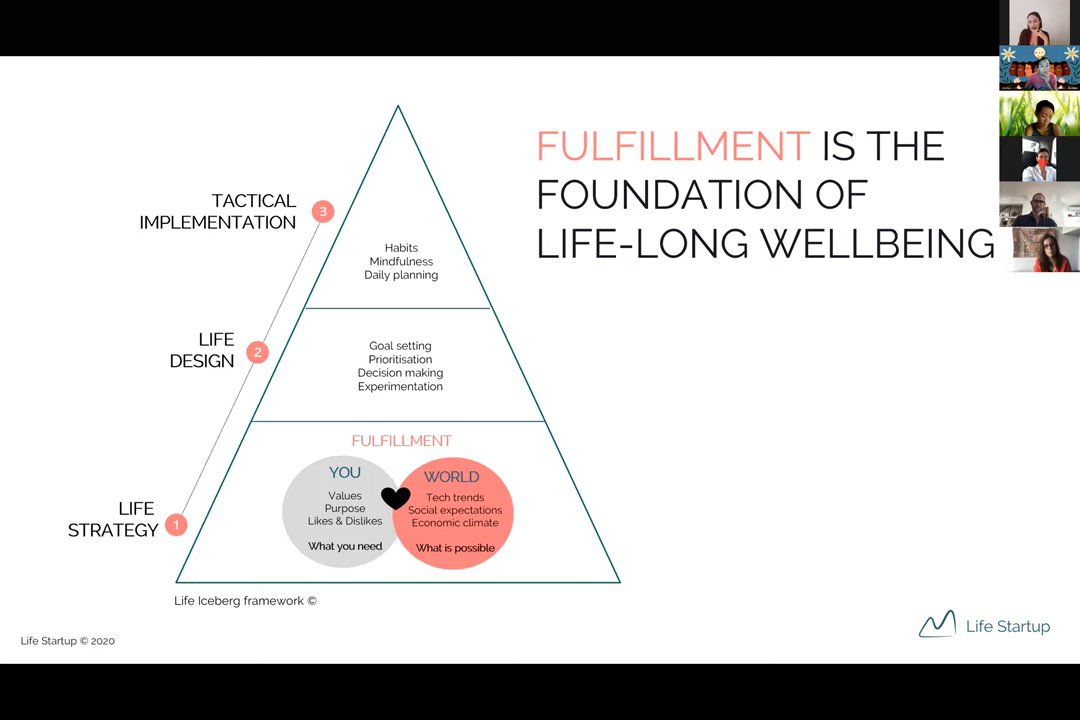 FULFILLMENT IS THE
FOUNDATION OF
LIFE-LONG WELLBEING
TACTICAL
IMPLEMENTATION
3
Habits
Mindfulness
Daily planning
LIFE
DESIGN
2
Goal setting
Prioritisation
Decision making
Experimentation
LIFE
STRATEGY
1
FULFILLMENT
YOU
Values
Purpose
Likes & Dislikes
What you need
WORLD
Tech trends
Social expectations
Economic climate
What is possible
Life Iceberg framework ©
Life Startup © 2020
Life Startup